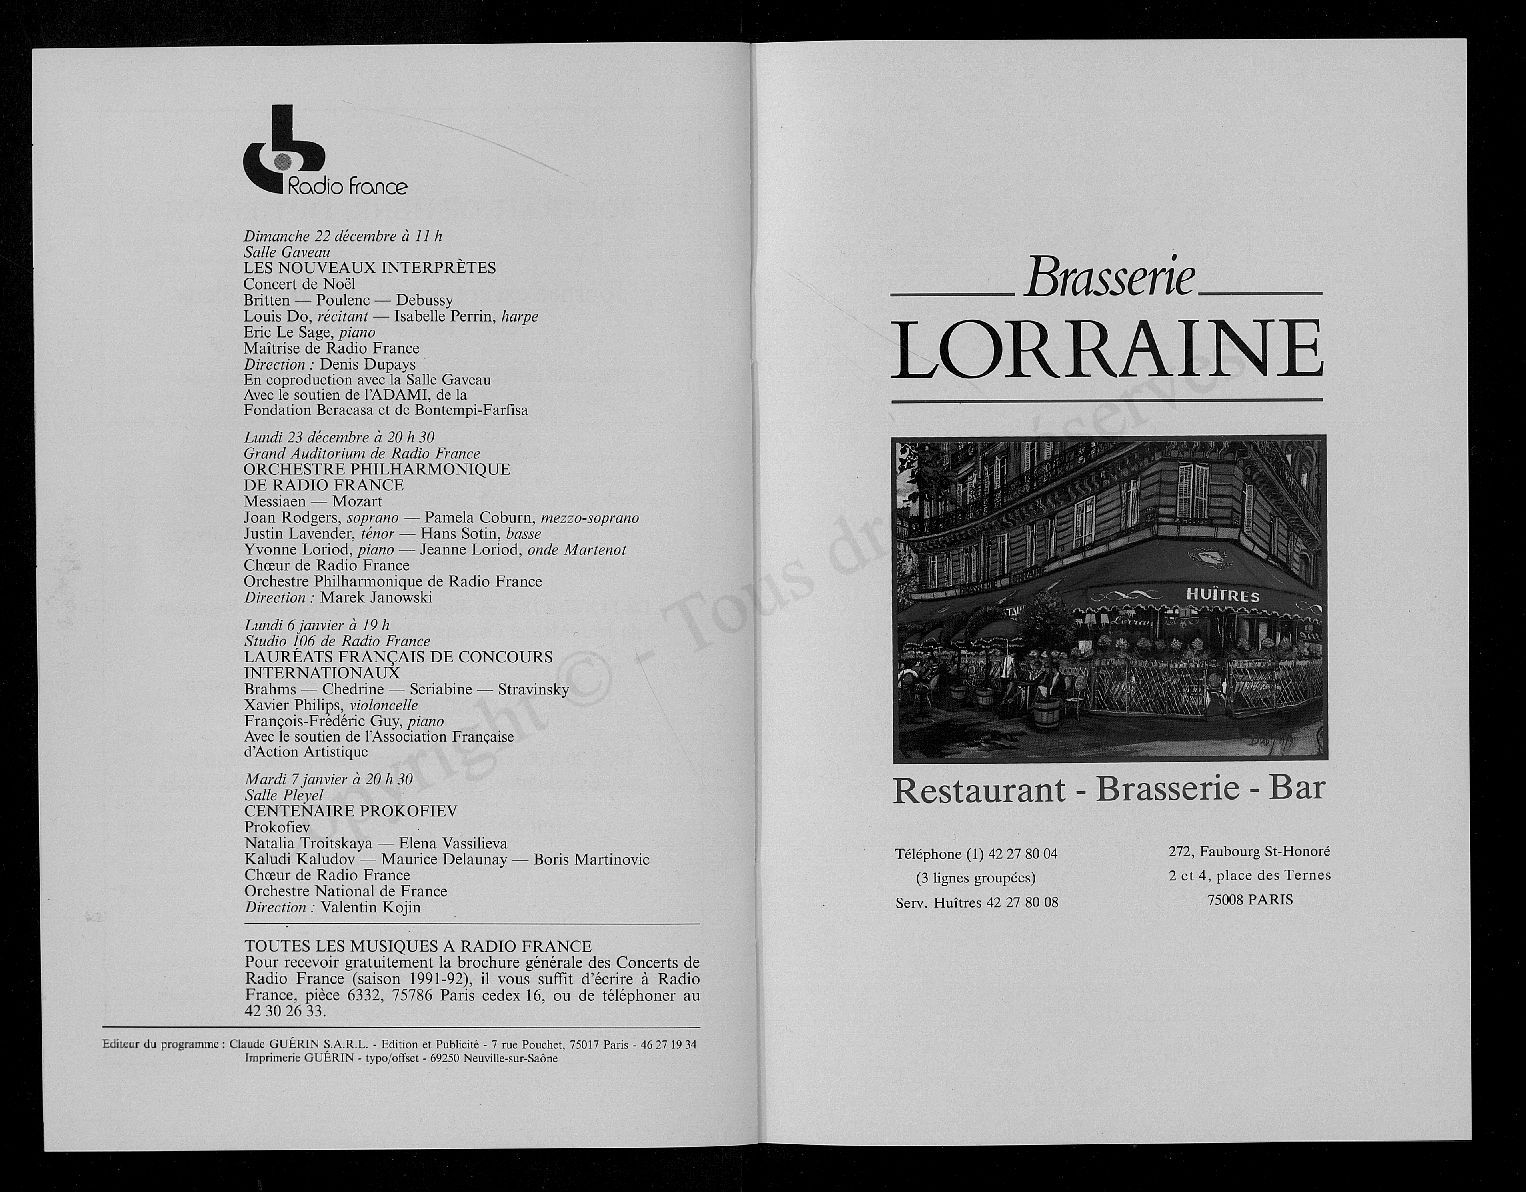 Radio France
Dimanche 22 décembre à 11 h
Salle Gaveau
LES NOUVEAUX INTERPRÈTES
Concert de Noël
Britten — Poulenc — Debussy
Louis Do, récitant — Isabelle Perrin, harpe
Eric Le Sage, piano
Maîtrise de Radio France
Direction : Denis Dupays
En coproduction avec la Salle Gaveau
Avec le soutien de l'ADAMI, de la
Fondation Beracasa et de Bontempi-Farfisa
Lundi 23 décembre à 20 h 30
Grand Auditorium de Radio France
ORCHESTRE PHILHARMONIQUE
DE RADIO FRANCE
Messiaen — Mozart
Joan Rodgers, soprano — Pamela Coburn, mezzo-soprano
Justin Lavender, ténor — Hans Sotin, basse
Yvonne Loriod, piano — Jeanne Loriod, onde Martenot
Chœur de Radio France
Orchestre Philharmonique de Radio France
Direction : Marek Janowski
Lundi 6 janvier à 19 h
Studio 106 de Radio France
LAURÉATS FRANÇAIS DE CONCOURS
INTERNATIONAUX
Brahms — Chedrine — Scriabine — Stravinsky
Xavier Philips, violoncelle
François-Frédéric Guy, piano
Avec le soutien de l'Association Française
d'Action Artistique
Mardi 7 janvier à 20 h 30
Salle Pleyel
CENTENAIRE PROKOFIEV
Prokofiev
Natalia Troitskaya — Elena Vassilieva
Kaludi Kaludov — Maurice Delaunay — Boris Martinovic
Chœur de Radio France
Orchestre National de France
Direction : Valentin Kojin
TOUTES LES MUSIQUES A RADIO FRANCE
Pour recevoir gratuitement la brochure générale des Concerts de
Radio France (saison 1991-92), il vous suffit d'écrire à Radio
France, pièce 6332, 75786 Paris cedex 16, ou de téléphoner au
42 30 26 33.
Editeur du programme : Claude GUÉRIN S.A.R.L. - Edition et Publicité - 7 rue Pouchet, 75017 Paris - 46 27 19 34
Imprimerie GUÉRIN - typo/offset - 69250 Neuville-sur-Saône
Brasserie
LORRAINE
HUÎTRES
Restaurant - Brasserie - Bar
Téléphone (1) 42 27 80 04
(3 lignes groupées)
Serv. Huîtres 42 27 80 08
272, Faubourg St-Honoré
2 et 4, place des Ternes
75008 PARIS
Copyright © - Tous droits réservés